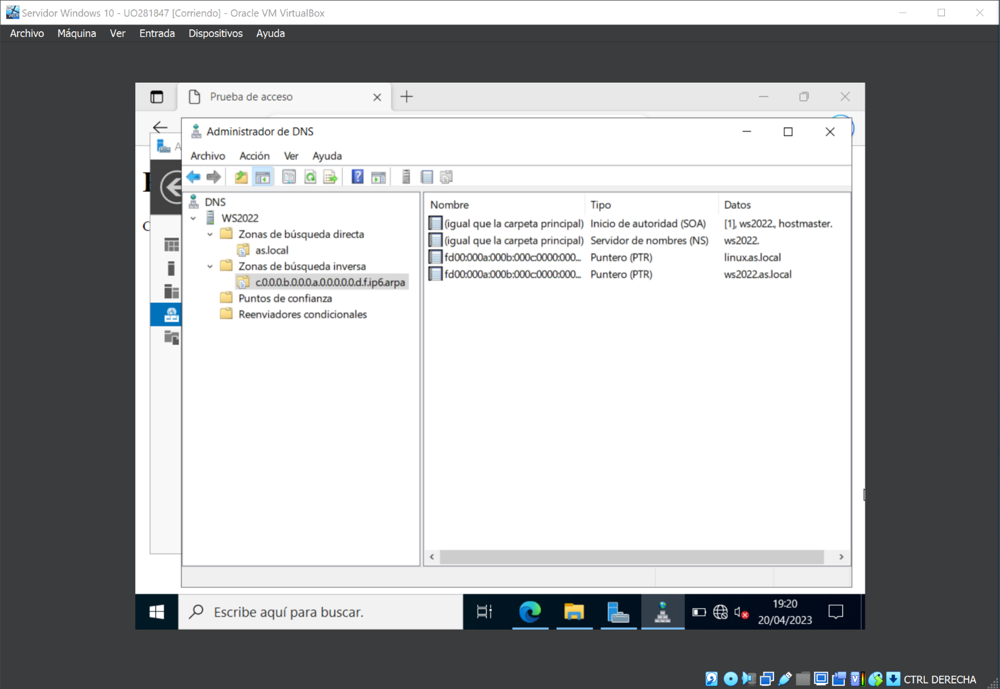 Servidor Windows 10 - UO281847 [Corriendo] - Oracle VM VirtualBox
Archivo Máquina Ver Entrada Dispositivos Ayuda
Prueba de acceso
Administrador de DNS
Archivo Acción Ver Ayuda
DNS
WS2022
Zonas de búsqueda directa
as.local
Zonas de búsqueda inversa
c.0.0.0.b.0.0.0.a.0.0.0.0.0.d.f.ip6.arpa
Puntos de confianza
Reenviadores condicionales
Nombre Tipo Datos
(igual que la carpeta principal) Inicio de autoridad (SOA) [1], ws2022., hostmaster.
(igual que la carpeta principal) Servidor de nombres (NS) ws2022.
fd00:000a:000b:000c:0000:000... Puntero (PTR) linux.as.local
fd00:000a:000b:000c:0000:000... Puntero (PTR) ws2022.as.local
Escribe aquí para buscar.
19:20
20/04/2023
CTRL DERECHA